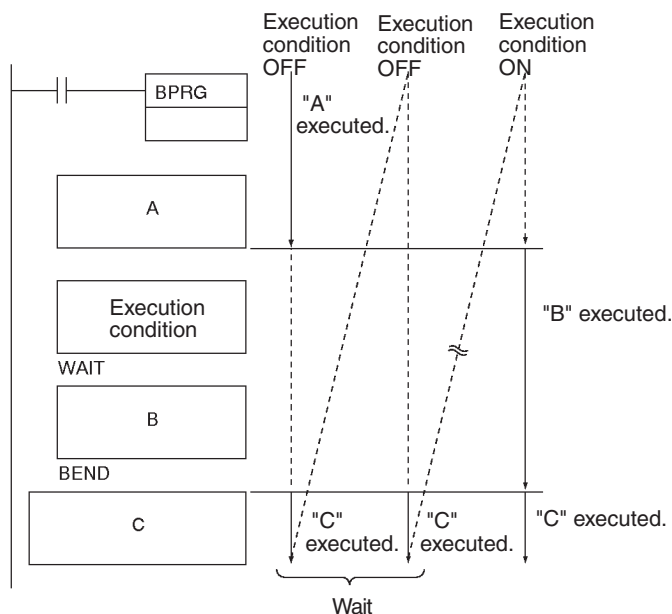 Execution
condition
OFF
Execution
condition
OFF
Execution
condition
ON
BPRG
"A"
executed.
A
Execution
condition
"B" executed.
WAIT
B
BEND
C
"C"
executed.
"C"
executed.
"C" executed.
Wait